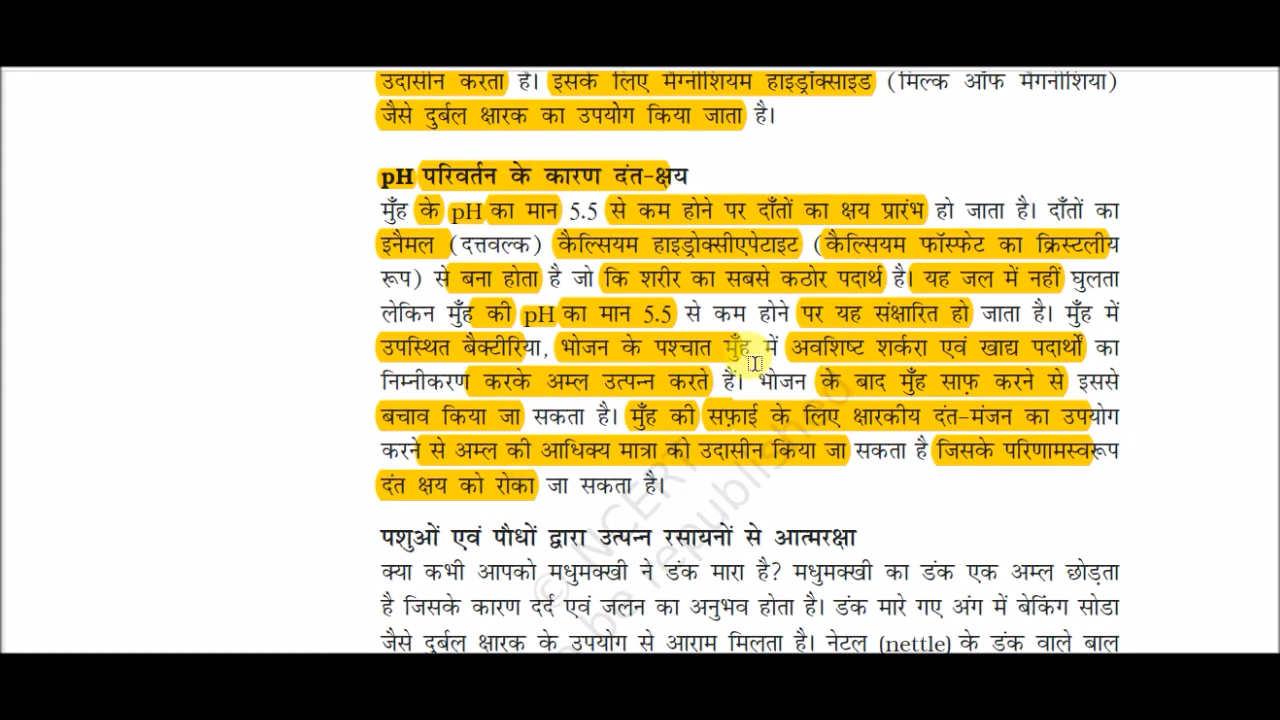 उदासीन करता है। इसके लिए मैग्नीशियम हाइड्रॉक्साइड (मिल्क ऑफ मैगनीशिया)
जैसे दुर्बल क्षारक का उपयोग किया जाता है।
pH परिवर्तन के कारण दंत-क्षय
मुँह के pH का मान 5.5 से कम होने पर दाँतों का क्षय प्रारंभ हो जाता है। दाँतों का
इनैमल (दत्तवल्क) कैल्सियम हाइड्रोक्सीएपेटाइट (कैल्सियम फॉस्फेट का क्रिस्टलीय
रूप) से बना होता है जो कि शरीर का सबसे कठोर पदार्थ है। यह जल में नहीं घुलता
लेकिन मुँह की pH का मान 5.5 से कम होने पर यह संक्षारित हो जाता है। मुँह में
उपस्थित बैक्टीरिया, भोजन के पश्चात मुँह में अवशिष्ट शर्करा एवं खाद्य पदार्थों का
निम्नीकरण करके अम्ल उत्पन्न करते है। भोजन के बाद मुँह साफ़ करने से इससे
बचाव किया जा सकता है। मुँह की सफ़ाई के लिए क्षारकीय दंत-मंजन का उपयोग
करने से अम्ल की आधिक्य मात्रा को उदासीन किया जा सकता है जिसके परिणामस्वरूप
दंत क्षय को रोका जा सकता है।
पशुओं एवं पौधों द्वारा उत्पन्न रसायनों से आत्मरक्षा
क्या कभी आपको मधुमक्खी ने डंक मारा है? मधुमक्खी का डंक एक अम्ल छोड़ता
है जिसके कारण दर्द एवं जलन का अनुभव होता है। डंक मारे गए अंग में बेकिंग सोडा
जैसे दुर्बल क्षारक के उपयोग से आराम मिलता है। नेटल (nettle) के डंक वाले बाल
© NCERT
be republished